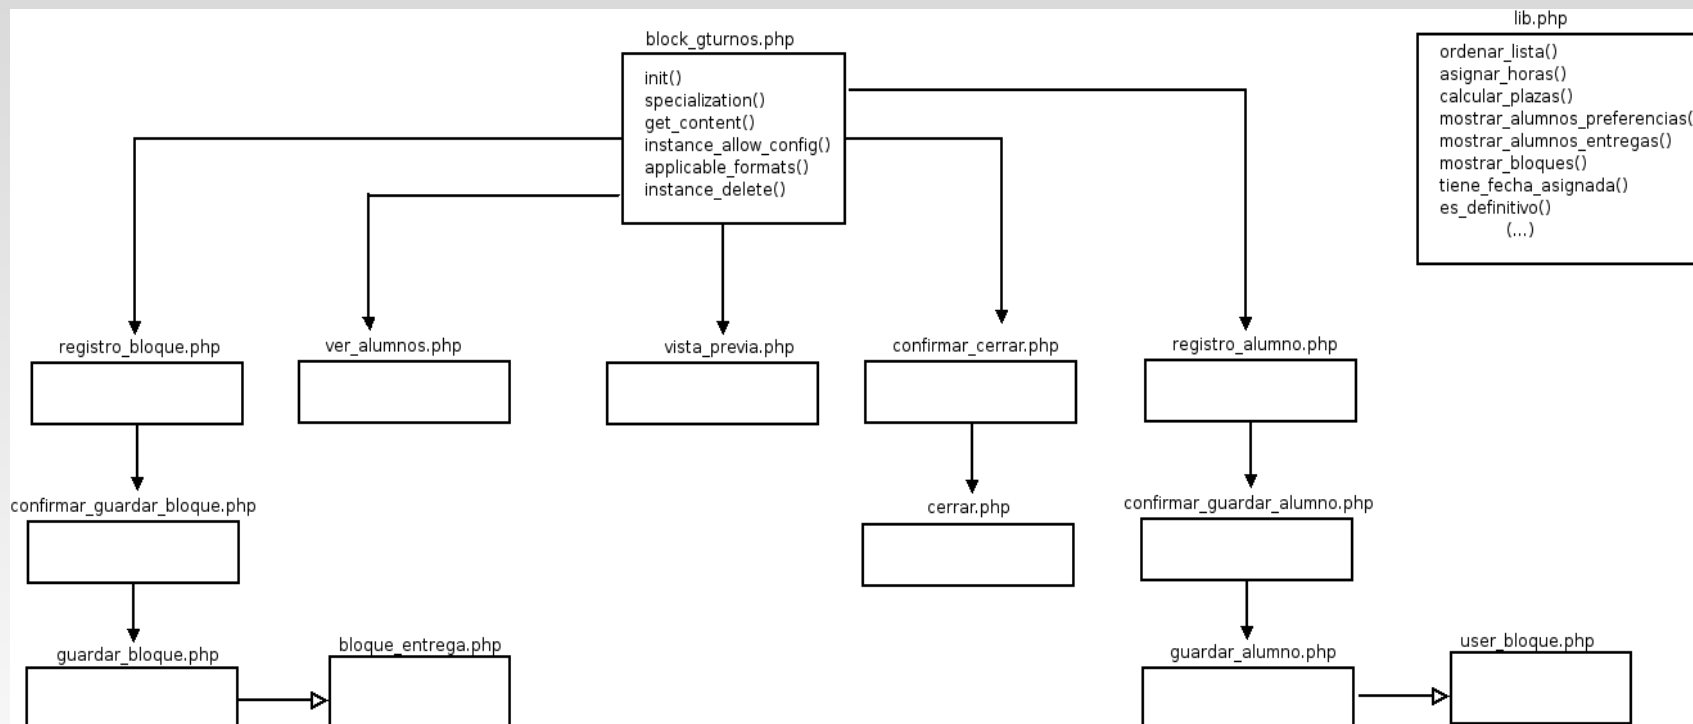 lib.php
block_gturnos.php
init()
specialization()
get_content()
instance_allow_config()
applicable_formats()
instance_delete()
ordenar_lista()
asignar_horas()
calcular_plazas()
mostrar_alumnos_preferencias(
mostrar_alumnos_entregas()
mostrar_bloques()
tiene_fecha_asignada()
es_definitivo()
(...)
registro_bloque.php
ver_alumnos.php
vista_previa.php
confirmar_cerrar.php
registro_alumno.php
confirmar_guardar_bloque.php
cerrar.php
confirmar_guardar_alumno.php
guardar_bloque.php
bloque_entrega.php
guardar_alumno.php
user_bloque.php